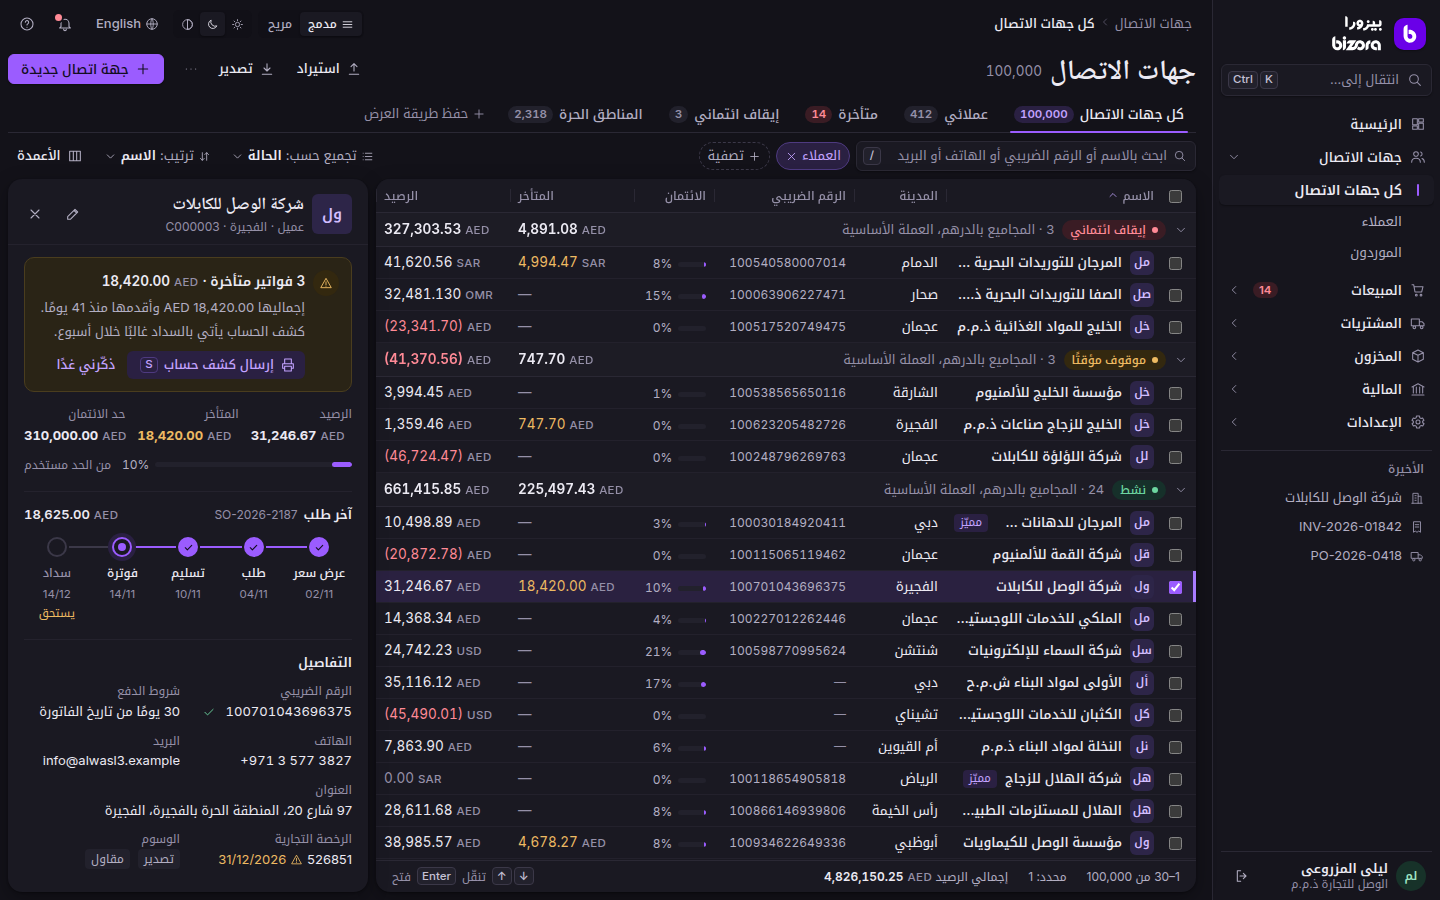 بيزورا
bizora
انتقال إلى... Ctrl K
الرئيسية
جهات الاتصال
كل جهات الاتصال
العملاء
الموردون
المبيعات 14
المشتريات
المخزون
المالية
الإعدادات
الأخيرة
شركة الوصل للكابلات
INV-2026-01842
PO-2026-0418
ليلى المزروعي
الوصل للتجارة ذ.م.م
لم
جهات الاتصال › كل جهات الاتصال
مدمج مريح
English
جهات الاتصال 100,000
استيراد تصدير ... + جهة اتصال جديدة
كل جهات الاتصال 100,000 عملائي 412 متأخرة 14 إيقاف ائتماني 3 المناطق الحرة 2,318 + حفظ طريقة العرض
ابحث بالاسم أو الرقم الضريبي أو الهاتف أو البريد / العملاء × + تصفية
تجميع حسب: الحالة ترتيب: الاسم الأعمدة
الاسم المدينة الرقم الضريبي الائتمان المتأخر الرصيد
إيقاف ائتماني 3 · المجاميع بالدرهم، العملة الأساسية 4,891.08 AED 327,303.53 AED
مل المرجان للتوريدات البحرية ... الدمام 100540580007014 8% 4,994.47 SAR 41,620.56 SAR
صل الصفا للتوريدات البحرية ذ.... صحار 100063906227471 15% — 32,481.130 OMR
خل الخليج للمواد الغذائية ذ.م.م عجمان 100517520749475 0% — (23,341.70) AED
موقوف مؤقتًا 3 · المجاميع بالدرهم، العملة الأساسية 747.70 AED (41,370.56) AED
خل مؤسسة الخليج للألمنيوم الشارقة 100538565650116 1% — 3,994.45 AED
خل الخليج للزجاج صناعات ذ.م.م الفجيرة 100623205482726 0% 747.70 AED 1,359.46 AED
لل شركة اللؤلؤة للكابلات عجمان 100248796269763 0% — (46,724.47) AED
نشط 24 · المجاميع بالدرهم، العملة الأساسية 225,497.43 AED 661,415.85 AED
مل المرجان للدهانات ... مميّز دبي 100030184920411 3% — 10,498.89 AED
قل شركة القمة للألمنيوم عجمان 100115065119462 0% — (20,872.78) AED
ول شركة الوصل للكابلات الفجيرة 100701043696375 10% 18,420.00 AED 31,246.67 AED
مل الملكي للخدمات اللوجستيـ... عجمان 100227012262446 4% — 14,368.34 AED
سل شركة السماء للإلكترونيات شنتشن 100598770995624 21% — 24,742.23 USD
أل الأولى لمواد البناء ش.م.ح دبي — 17% — 35,116.12 AED
كل الكثبان للخدمات اللوجستيـ... تشيناي — 0% — (45,490.01) USD
نل النخلة لمواد البناء ذ.م.م أم القيوين — 6% — 7,863.90 AED
هل شركة الهلال للزجاج مميّز الرياض 100118654905818 0% — 0.00 SAR
هل الهلال للمستلزمات الطبيـ... رأس الخيمة 100866146939806 8% — 28,611.68 AED
ول مؤسسة الوصل للكيماويات أبوظبي 100934622649336 8% 4,678.27 AED 38,985.57 AED
1–30 من 100,000 محدد: 1 إجمالي الرصيد 4,826,150.25 AED ↓ ↑ تنقّل Enter فتح
ول شركة الوصل للكابلات
عميل · الفجيرة · C000003
3 فواتير متأخرة · 18,420.00 AED
إجماليها 18,420.00 AED وأقدمها منذ 41 يومًا.
كشف الحساب يأتي بالسداد غالبًا خلال أسبوع.
إرسال كشف حساب S ذكّرني غدًا
الرصيد المتأخر حد الائتمان
31,246.67 AED 18,420.00 AED 310,000.00 AED
10% من الحد مستخدم
آخر طلب SO-2026-2187 18,625.00 AED
عرض سعر طلب تسليم فوترة سداد
02/11 04/11 10/11 14/11 14/12
يستحق
التفاصيل
الرقم الضريبي شروط الدفع
100701043696375 30 يومًا من تاريخ الفاتورة
الهاتف البريد
+971 3 577 3827 info@alwasl3.example
العنوان
97 شارع 20، المنطقة الحرة بالفجيرة، الفجيرة
الرخصة التجارية الوسوم
526851 31/12/2026 تصدير مقاول